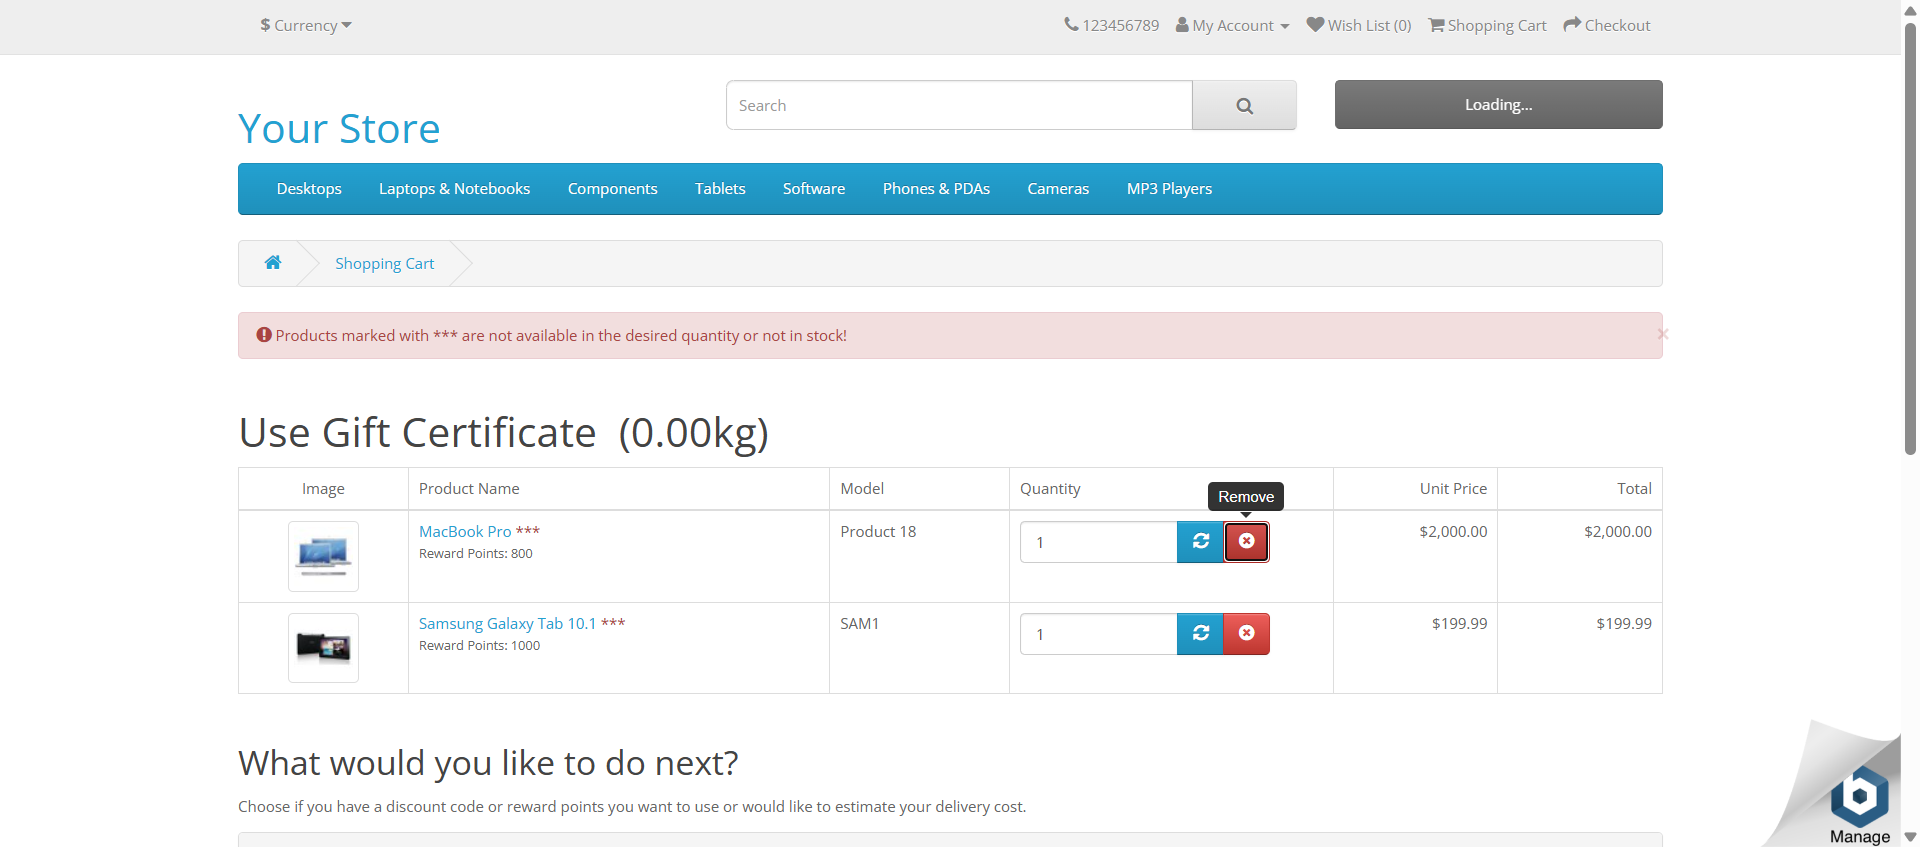 $ Currency
123456789 My Account Wish List (0) Shopping Cart Checkout
Search
Loading...
Your Store
Desktops Laptops & Notebooks Components Tablets Software Phones & PDAs Cameras MP3 Players
Shopping Cart
Products marked with *** are not available in the desired quantity or not in stock!
×
Use Gift Certificate (0.00kg)
Image Product Name Model Quantity Unit Price Total
Remove
MacBook Pro *** Product 18 1 $2,000.00 $2,000.00
Reward Points: 800
Samsung Galaxy Tab 10.1 *** SAM1 1 $199.99 $199.99
Reward Points: 1000
What would you like to do next?
Choose if you have a discount code or reward points you want to use or would like to estimate your delivery cost.
b
Manage